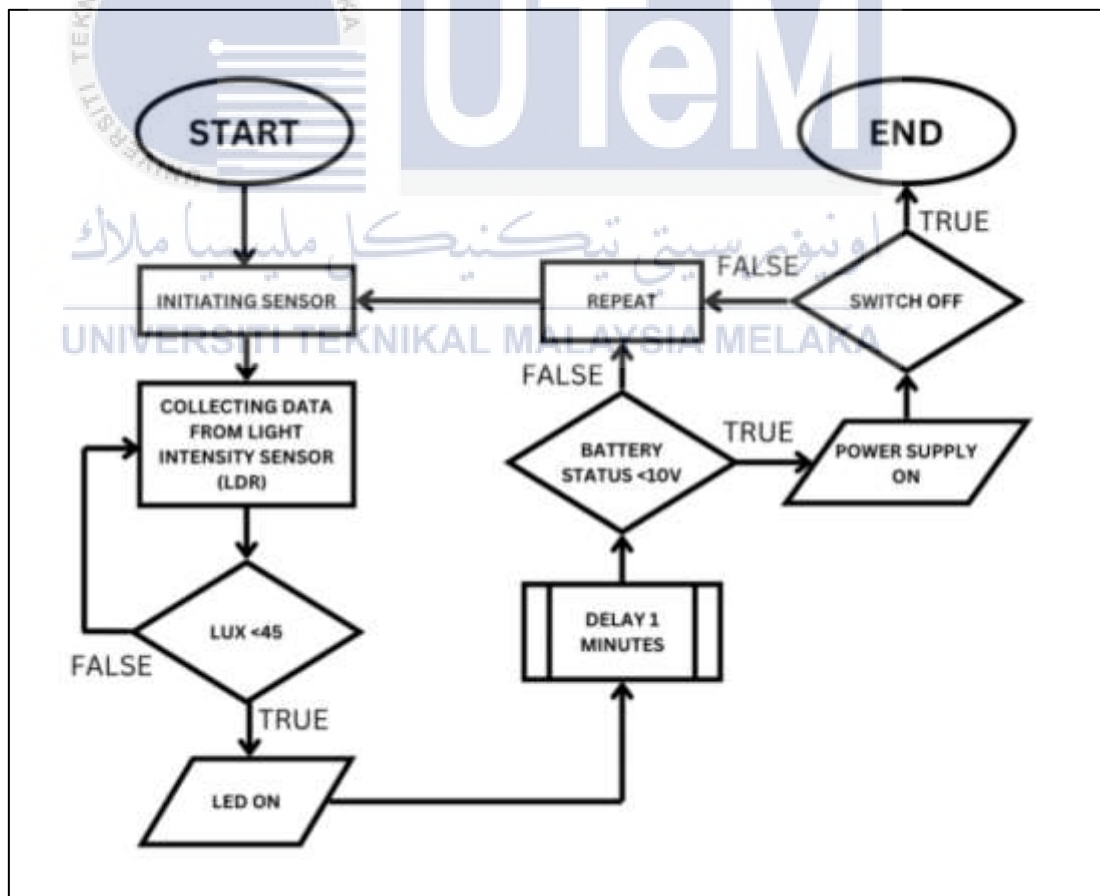 UTeM
UNIVERSITI TEKNIKAL MALAYSIA MELAKA
اونيۏرسيتي تيكنيكل مليسيا ملاك
START
INITIATING SENSOR
COLLECTING DATA
FROM LIGHT
INTENSITY SENSOR
(LDR)
LUX <45
FALSE
TRUE
LED ON
DELAY 1
MINUTES
BATTERY
STATUS <10V
FALSE
TRUE
REPEAT
POWER SUPPLY
ON
SWITCH OFF
FALSE
TRUE
END